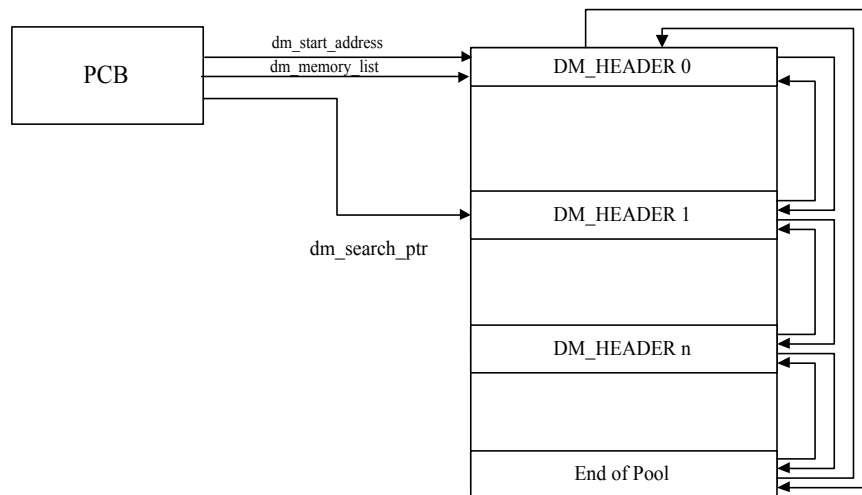 dm_start_address
PCB
dm_memory_list
DM_HEADER 0
DM_HEADER 1
dm_search_ptr
DM_HEADER n
End of Pool